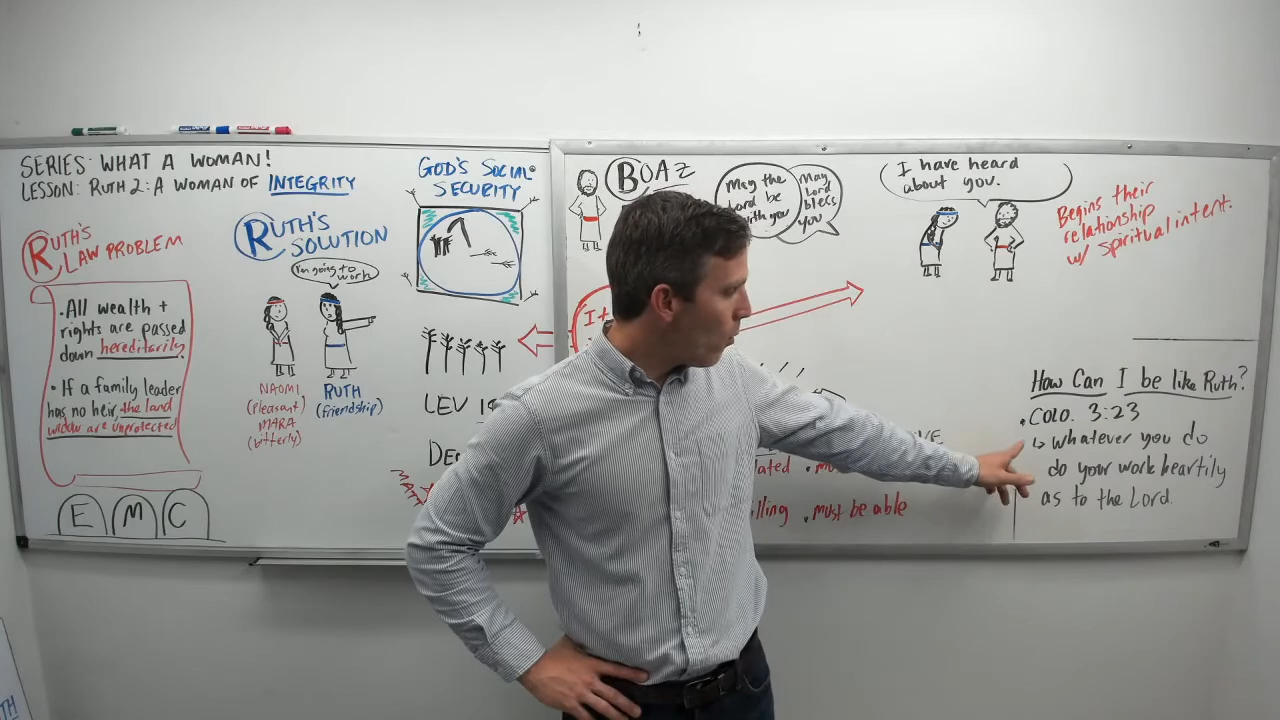 SERIES: WHAT A WOMAN!
LESSON: RUTH 2: A WOMAN OF INTEGRITY
RUTH'S
LAW PROBLEM
• All wealth +
rights are passed
down hereditarily.
• If a family leader
has no heir, the land
widow are unprotected
E M C
RUTH'S
SOLUTION
I'm going to
work
NAOMI
(pleasant)
MARA
(bitterly)
RUTH
(friendship)
GOD'S SOCIAL
SECURITY
LEV
BOAZ
May the
Lord be
with you
May
Lord
bless
you
I have heard
about you.
Begins their
relationship
w/ spiritual intent.
• must be able
How Can I be like Ruth?
• COLO. 3:23
↳ Whatever you do
do your work heartily
as to the Lord.